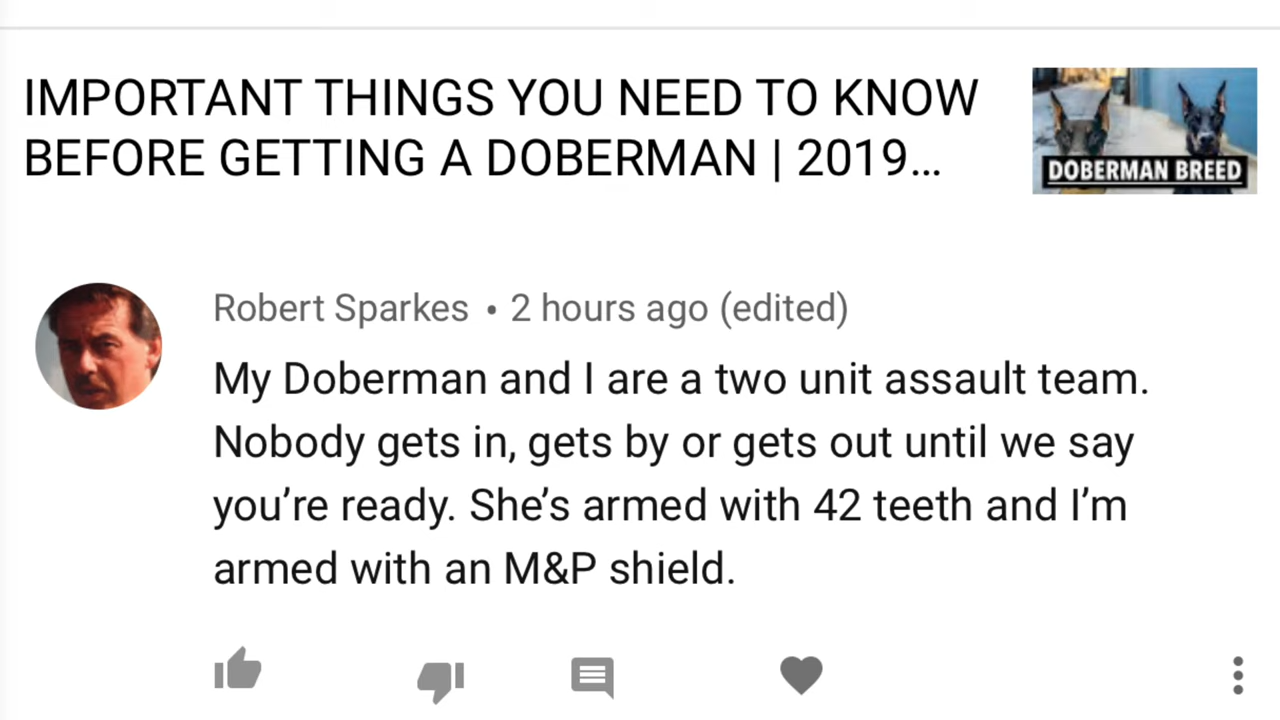 IMPORTANT THINGS YOU NEED TO KNOW
BEFORE GETTING A DOBERMAN | 2019...
DOBERMAN BREED
Robert Sparkes • 2 hours ago (edited)
My Doberman and I are a two unit assault team.
Nobody gets in, gets by or gets out until we say
you’re ready. She’s armed with 42 teeth and I’m
armed with an M&P shield.